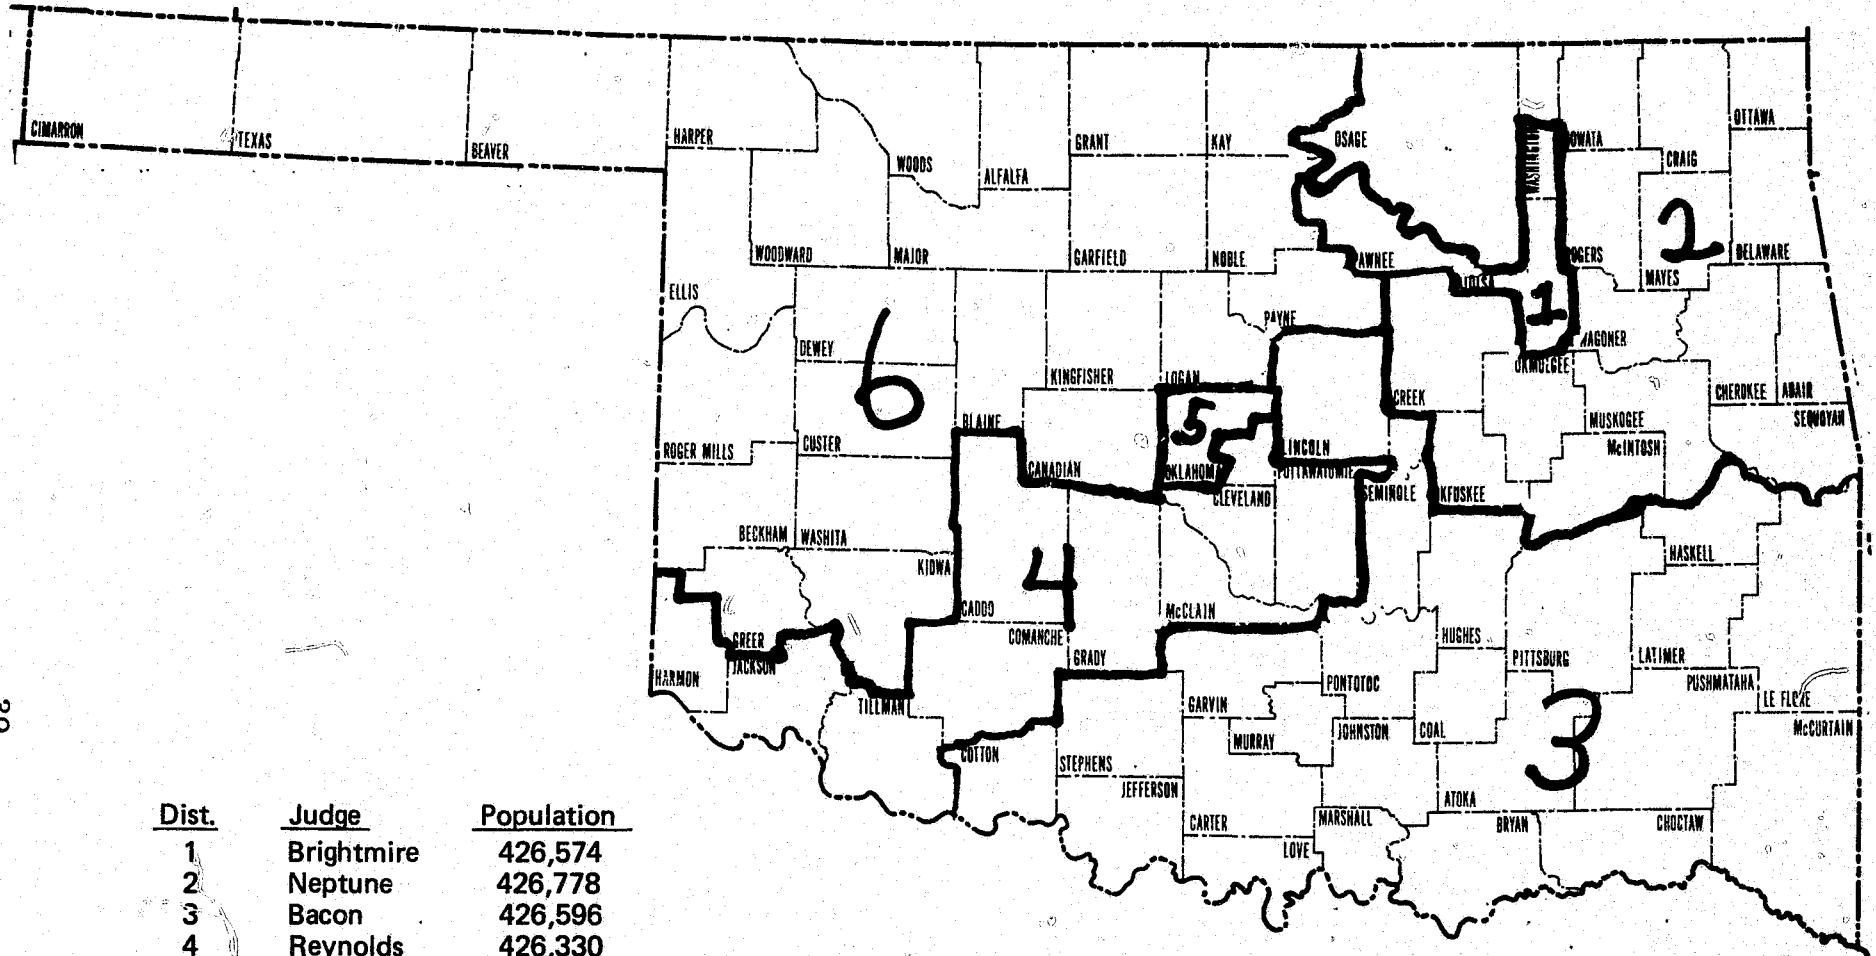 CIMARRON
TEXAS
BEAVER
HARPER
WOODS
ALFALFA
GRANT
KAY
OSAGE
WASHINGTON
OWATA
CRAIG
OTTAWA
WOODWARD
MAJOR
GARFIELD
NOBLE
AWNEE
TULSA
OGERS
MAYES
2
DELAWARE
ELLIS
DEWEY
6
KINGFISHER
LOGAN
PAYNE
1
WAGONER
OKMULGEE
CREEK
CHEROKEE
ADAIR
SEQUOYAH
ROGER MILLS
CUSTER
BLAINE
CANADIAN
5
OKLAHOMA
LINCOLN
POTTAWATOMIE
MUSKOGEE
McINTOSH
CLEVELAND
SEMINOLE
KFUSKEE
BECKHAM
WASHITA
KIOWA
CADDO
4
COMANCHE
McCLAIN
HASKELL
GREER
JACKSON
HARMON
TILLMAN
GRADY
HUGHES
PITTSBURG
LATIMER
PUSHMATAHA
LE FLORE
McCURTAIN
GARVIN
PONTOTOC
MURRAY
JOHNSTON
COAL
3
COTTON
STEPHENS
JEFFERSON
CARTER
LOVE
MARSHALL
ATOKA
BRYAN
CHOCTAW
Dist. Judge Population
1 Brightmire 426,574
2 Neptune 426,778
3 Bacon 426,596
4 Reynolds 426,330